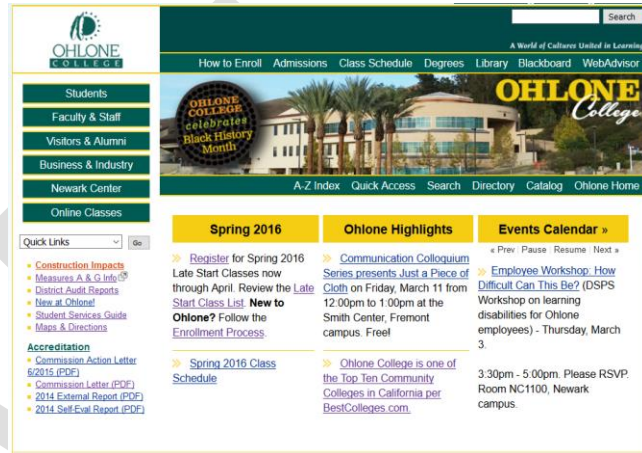 OHLONE
COLLEGE
Search
A World of Cultures United in Learning
How to Enroll Admissions Class Schedule Degrees Library Blackboard WebAdvisor
OHLONE
COLLEGE
celebrates
Black History
Month
OHLONE
College
A-Z Index Quick Access Search Directory Catalog Ohlone Home
Students
Faculty & Staff
Visitors & Alumni
Business & Industry
Newark Center
Online Classes
Quick Links
Go
Construction Impacts
Measures A & G Info
District Audit Reports
New at Ohlone!
Student Services Guide
Maps & Directions
Accreditation
Commission Action Letter
6/2015 (PDF)
Commission Letter (PDF)
2014 External Report (PDF)
2014 Self-Eval Report (PDF)
Spring 2016
» Register for Spring 2016
Late Start Classes now
through April. Review the Late
Start Class List. New to
Ohlone? Follow the
Enrollment Process.
» Spring 2016 Class
Schedule
Ohlone Highlights
» Communication Colloquium
Series presents Just a Piece of
Cloth on Friday, March 11 from
12:00pm to 1:00pm at the
Smith Center, Fremont
campus. Free!
» Ohlone College is one of
the Top Ten Community
Colleges in California per
BestColleges.com.
Events Calendar »
« Prev Pause Resume Next »
» Employee Workshop: How
Difficult Can This Be? (DSPS
Workshop on learning
disabilities for Ohlone
employees) - Thursday, March
3.
3:30pm - 5:00pm. Please RSVP.
Room NC1100, Newark
campus.